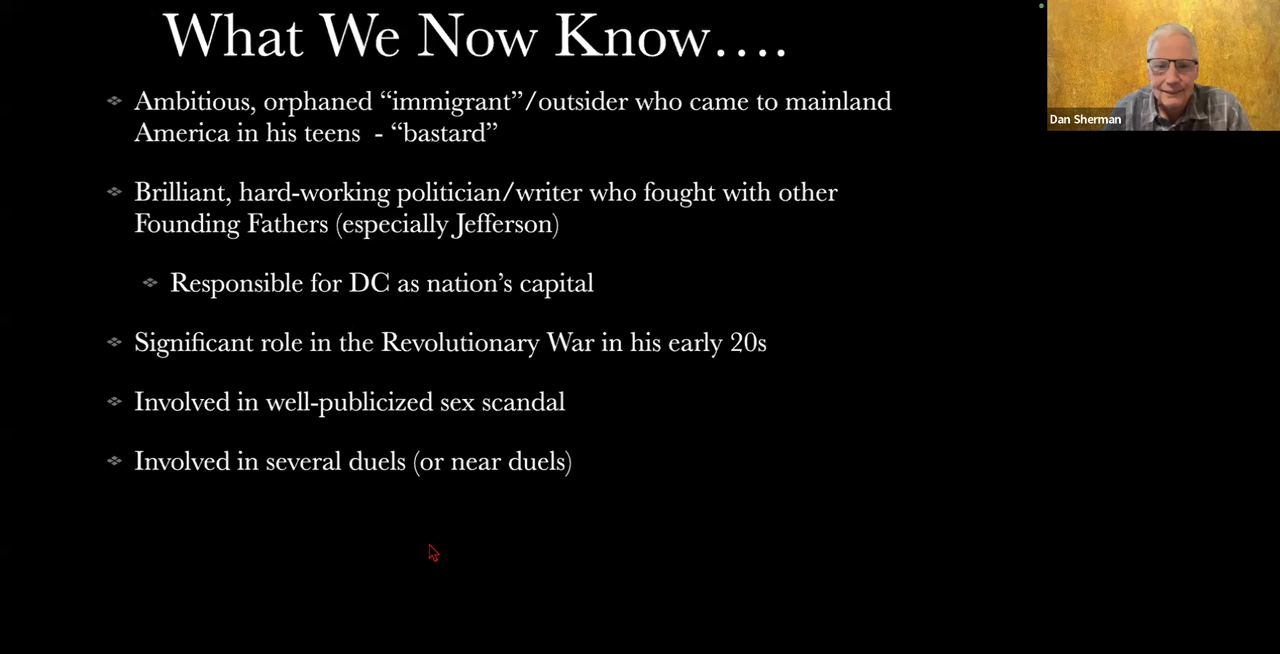 What We Now Know….
Ambitious, orphaned “immigrant”/outsider who came to mainland
America in his teens - “bastard”
Brilliant, hard-working politician/writer who fought with other
Founding Fathers (especially Jefferson)
Responsible for DC as nation’s capital
Significant role in the Revolutionary War in his early 20s
Involved in well-publicized sex scandal
Involved in several duels (or near duels)
Dan Sherman